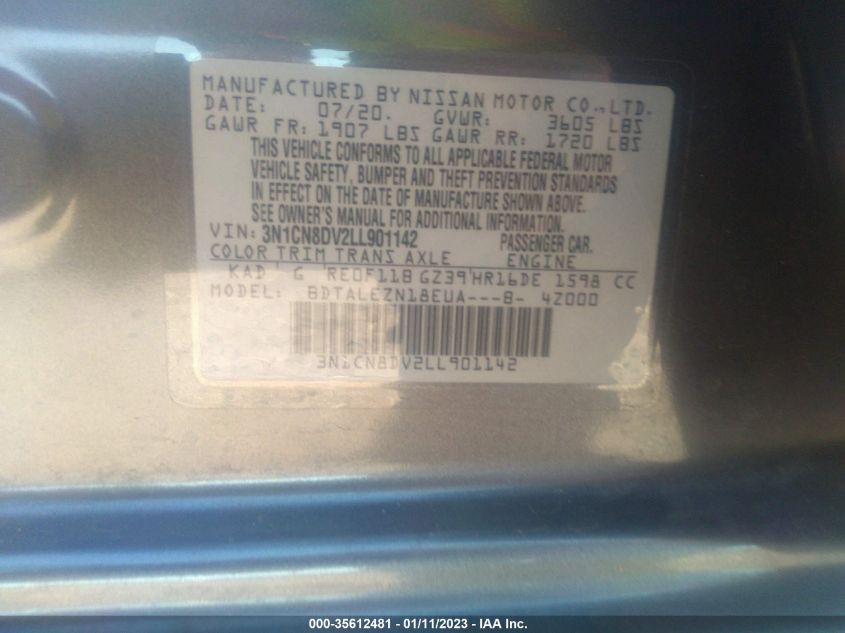 MANUFACTURED BY NISSAN MOTOR CO.,LTD.
DATE: 07/20. GVWR: 3605 LBS
GAWR FR: 1907 LBS GAWR RR: 1720 LBS
THIS VEHICLE CONFORMS TO ALL APPLICABLE FEDERAL MOTOR
VEHICLE SAFETY, BUMPER AND THEFT PREVENTION STANDARDS
IN EFFECT ON THE DATE OF MANUFACTURE SHOWN ABOVE.
SEE OWNER'S MANUAL FOR ADDITIONAL INFORMATION.
VIN: 3N1CN8DV2LL901142 PASSENGER CAR.
COLOR TRIM TRANS AXLE ENGINE
KAD G RE0F11B GZ39 HR16DE 1598 CC
MODEL: BDTALEZN18EUA---B- 4Z000
3N1CN8DV2LL901142
000-35612481 - 01/11/2023 - IAA Inc.